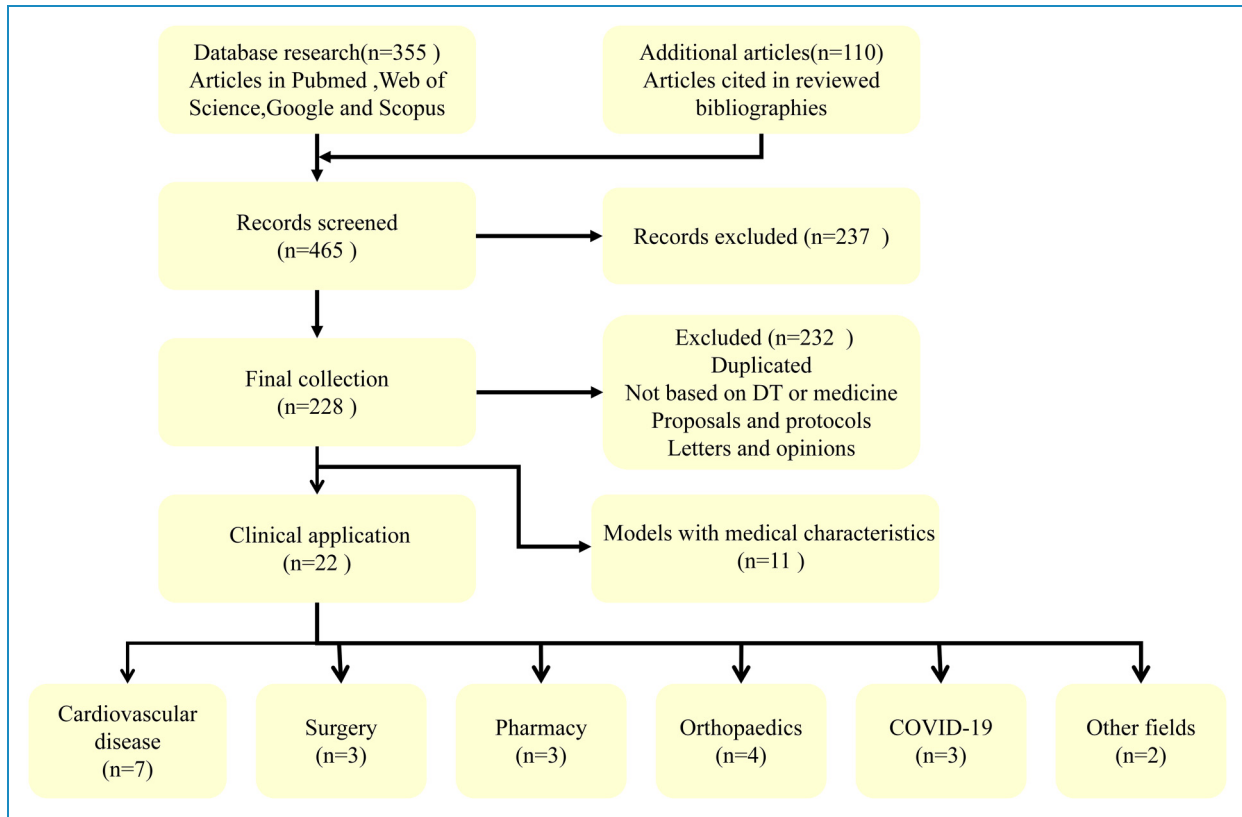 Database research(n=355 )
Articles in Pubmed ,Web of
Science,Google and Scopus
Additional articles(n=110)
Articles cited in reviewed
bibliographies
Records screened
(n=465 )
Records excluded (n=237 )
Final collection
(n=228 )
Excluded (n=232 )
Duplicated
Not based on DT or medicine
Proposals and protocols
Letters and opinions
Clinical application
(n=22 )
Models with medical characteristics
(n=11 )
Cardiovascular
disease
(n=7)
Surgery
(n=3)
Pharmacy
(n=3)
Orthopaedics
(n=4)
COVID-19
(n=3)
Other fields
(n=2)